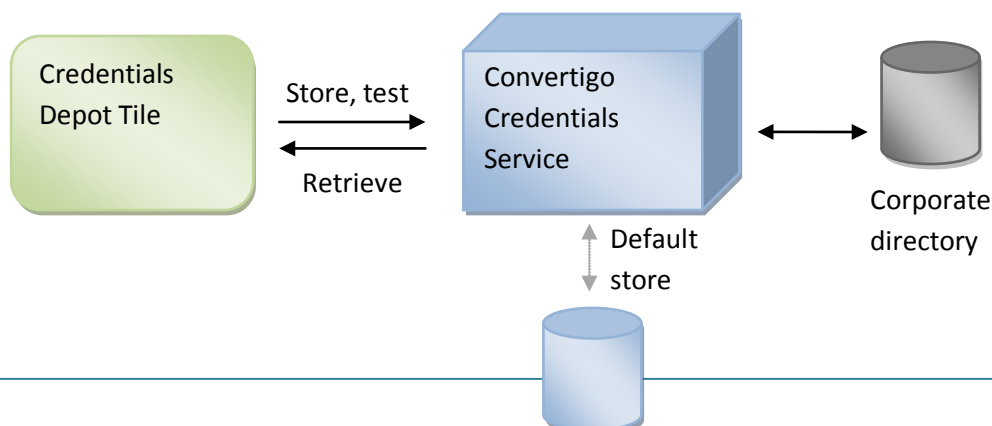 Credentials
Depot Tile
Store, test
Retrieve
Convertigo
Credentials
Service
Corporate
directory
Default
store